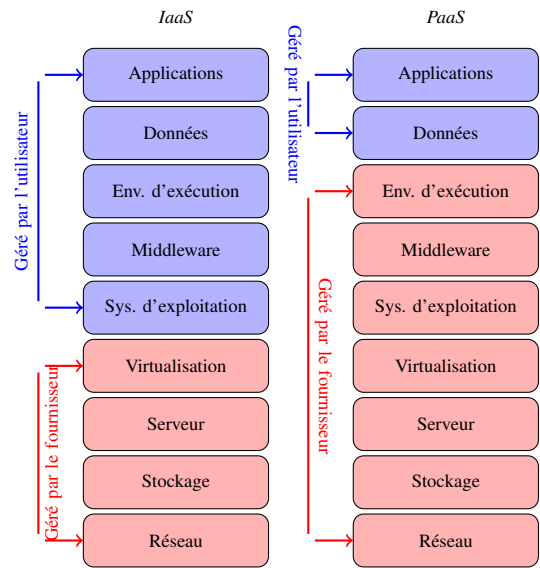 IaaS
Géré par l'utilisateur
Applications
Données
Env. d'exécution
Middleware
Sys. d'exploitation
Géré par le fournisseur
Virtualisation
Serveur
Stockage
Réseau
PaaS
Géré par l'utilisateur
Applications
Données
Géré par le fournisseur
Env. d'exécution
Middleware
Sys. d'exploitation
Virtualisation
Serveur
Stockage
Réseau